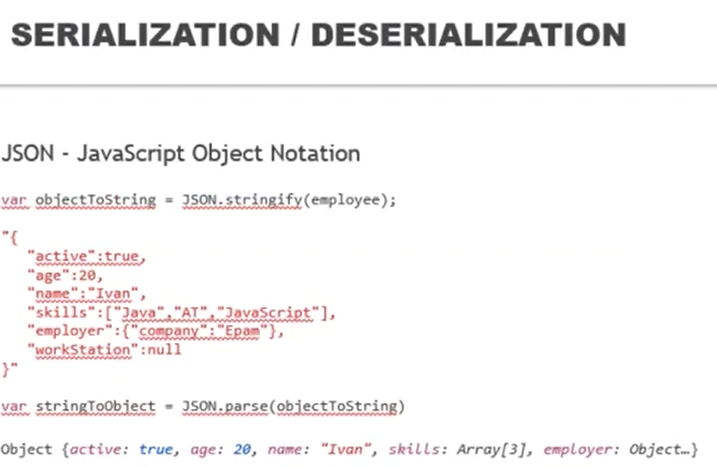 SERIALIZATION / DESERIALIZATION
JSON - JavaScript Object Notation
var objectToString = JSON.stringify(employee);
"{
"active":true,
"age":20,
"name":"Ivan",
"skills":["Java","AT","JavaScript"],
"employer":{"company":"Epam"},
"workStation":null
}"
var stringToObject = JSON.parse(objectToString)
Object {active: true, age: 20, name: "Ivan", skills: Array[3], employer: Object…}